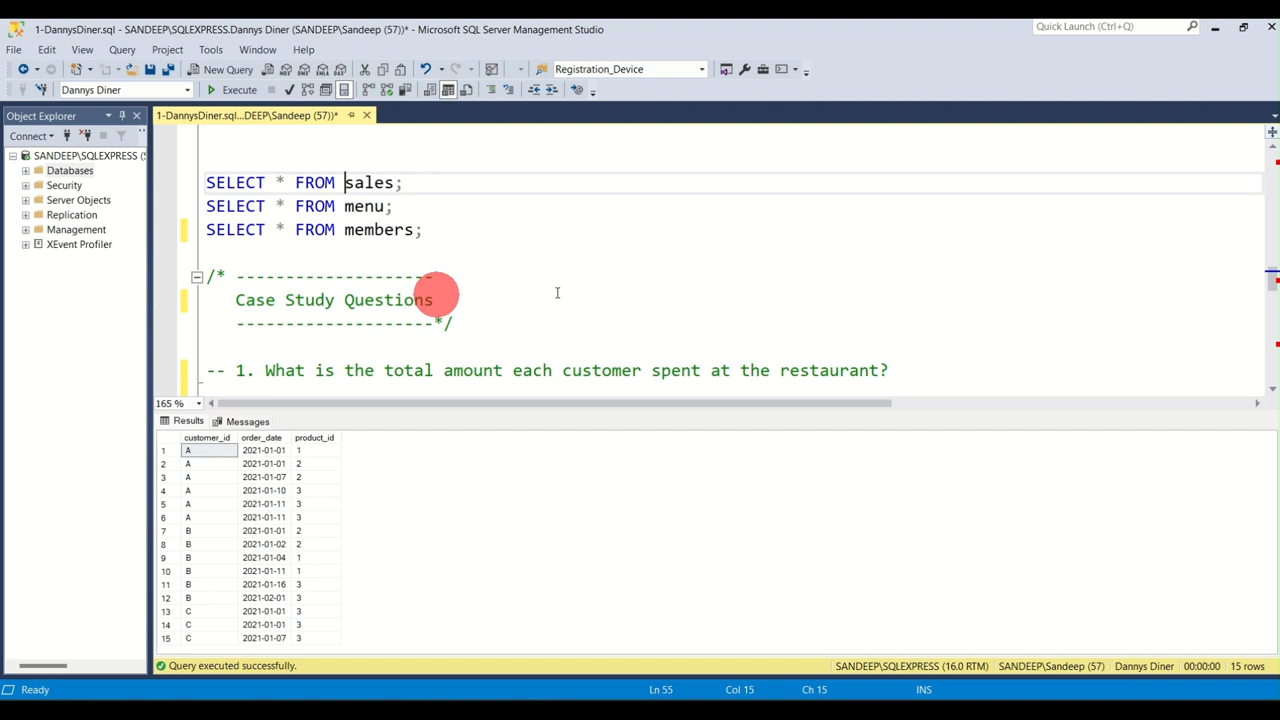 1-DannysDiner.sql - SANDEEP\SQLEXPRESS.Dannys Diner (SANDEEP\Sandeep (57))* - Microsoft SQL Server Management Studio
Quick Launch (Ctrl+Q)
File Edit View Query Project Tools Window Help
New Query MDX DMX XMLA DAX Registration_Device
Dannys Diner Execute
Object Explorer
1-DannysDiner.sql...DEEP\Sandeep (57))*
Connect
SANDEEP\SQLEXPRESS (
Databases
Security
Server Objects
Replication
Management
XEvent Profiler
SELECT * FROM sales;
SELECT * FROM menu;
SELECT * FROM members;
/* --------------------
Case Study Questions
--------------------*/
-- 1. What is the total amount each customer spent at the restaurant?
165 %
Results Messages
customer_id order_date product_id
1 A 2021-01-01 1
2 A 2021-01-01 2
3 A 2021-01-07 2
4 A 2021-01-10 3
5 A 2021-01-11 3
6 A 2021-01-11 3
7 B 2021-01-01 2
8 B 2021-01-02 2
9 B 2021-01-04 1
10 B 2021-01-11 1
11 B 2021-01-16 3
12 B 2021-02-01 3
13 C 2021-01-01 3
14 C 2021-01-01 3
15 C 2021-01-07 3
Query executed successfully. SANDEEP\SQLEXPRESS (16.0 RTM) SANDEEP\Sandeep (57) Dannys Diner 00:00:00 15 rows
Ready Ln 55 Col 15 Ch 15 INS